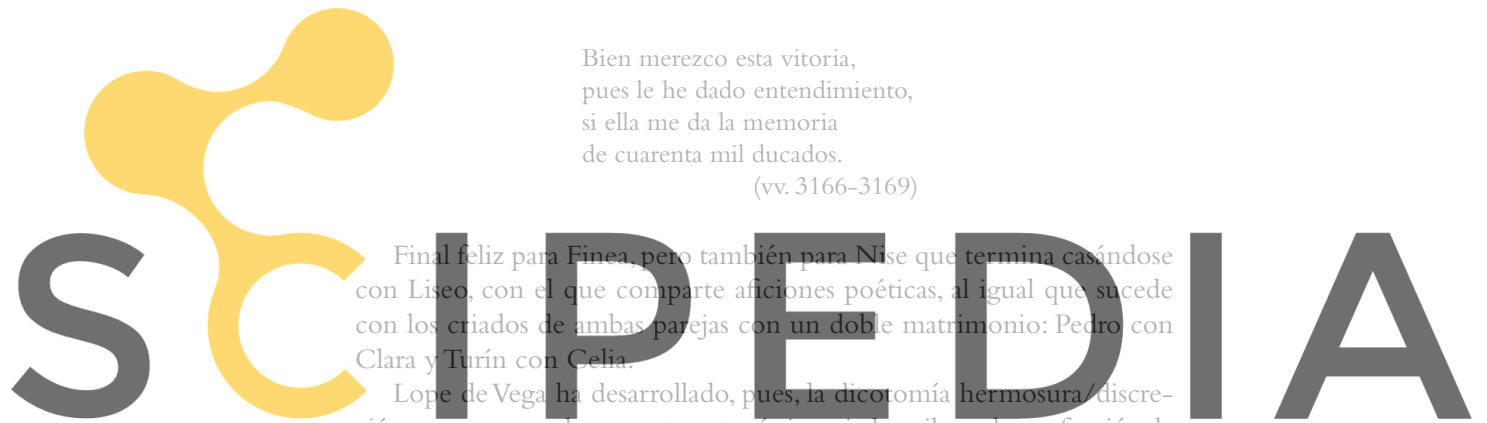 Bien merezco esta vitoria,
pues le he dado entendimiento,
si ella me da la memoria
de cuarenta mil ducados.
(vv. 3166-3169)
SCIPEDIA
Final feliz para Finea, pero también para Nise que termina casándose
con Liseo, con el que comparte aficiones poéticas, al igual que sucede
con los criados de ambas parejas con un doble matrimonio: Pedro con
Clara y Turín con Celia.
Lope de Vega ha desarrollado, pues, la dicotomía hermosura/discre-